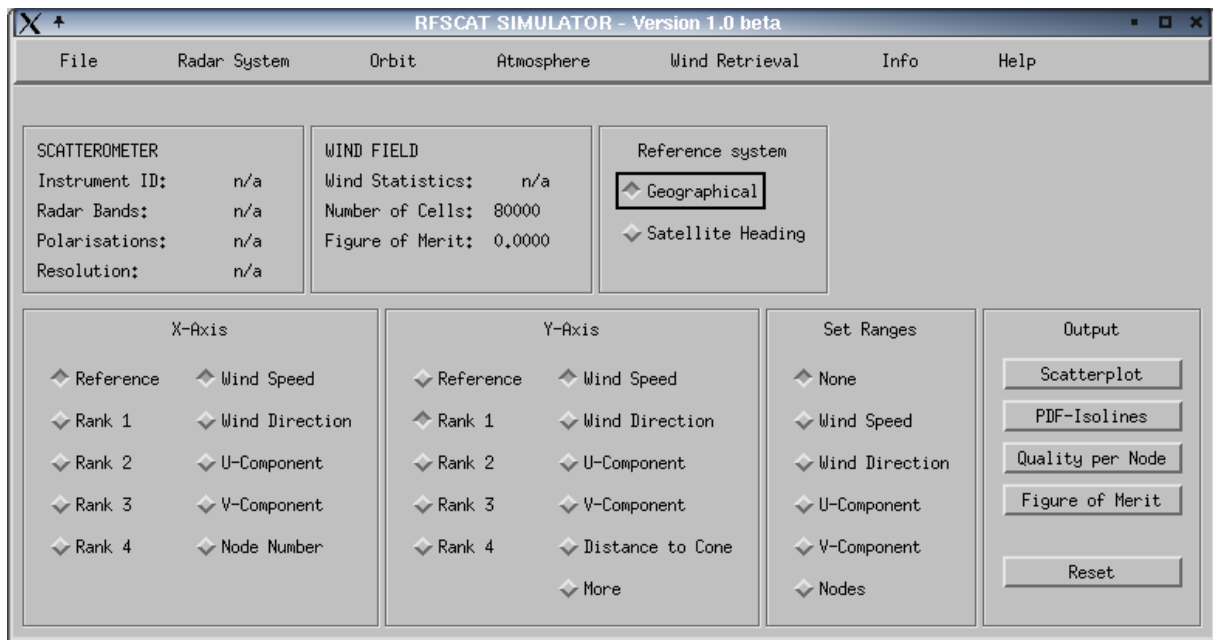 RFSCAT SIMULATOR - Version 1.0 beta
File Radar System Orbit Atmosphere Wind Retrieval Info Help
SCATTEROMETER
Instrument ID: n/a
Radar Bands: n/a
Polarisations: n/a
Resolution: n/a
WIND FIELD
Wind Statistics: n/a
Number of Cells: 80000
Figure of Merit: 0.0000
Reference system
Geographical
Satellite Heading
X-Axis
Reference Wind Speed
Rank 1 Wind Direction
Rank 2 U-Component
Rank 3 V-Component
Rank 4 Node Number
Y-Axis
Reference Wind Speed
Rank 1 Wind Direction
Rank 2 U-Component
Rank 3 V-Component
Rank 4 Distance to Cone
More
Set Ranges
None
Wind Speed
Wind Direction
U-Component
V-Component
Nodes
Output
Scatterplot
PDF-Isolines
Quality per Node
Figure of Merit
Reset